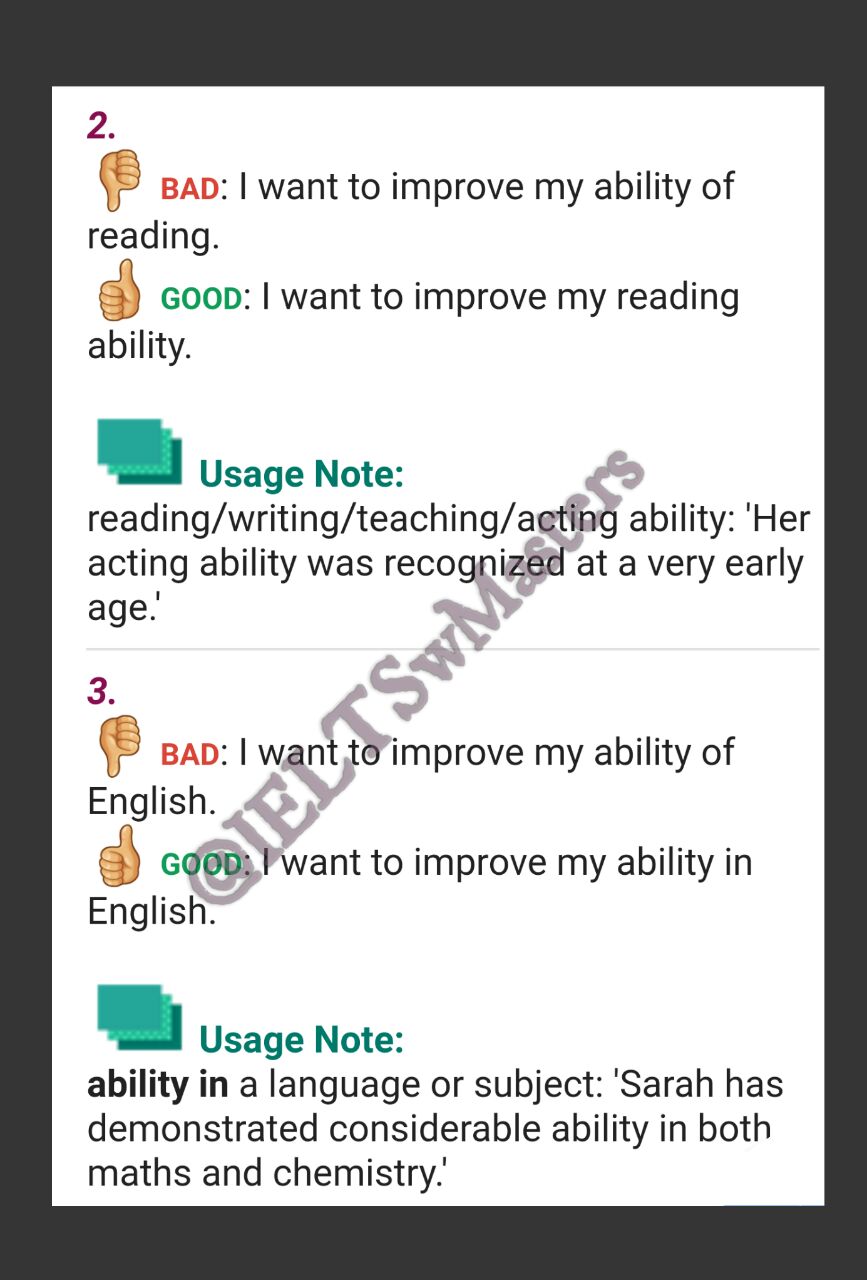 2.
BAD: I want to improve my ability of
reading.
GOOD: I want to improve my reading
ability.
Usage Note:
reading/writing/teaching/acting ability: 'Her
acting ability was recognized at a very early
age.'
3.
BAD: I want to improve my ability of
English.
GOOD: I want to improve my ability in
English.
Usage Note:
ability in a language or subject: 'Sarah has
demonstrated considerable ability in both
maths and chemistry.'
@IELTSwMasters